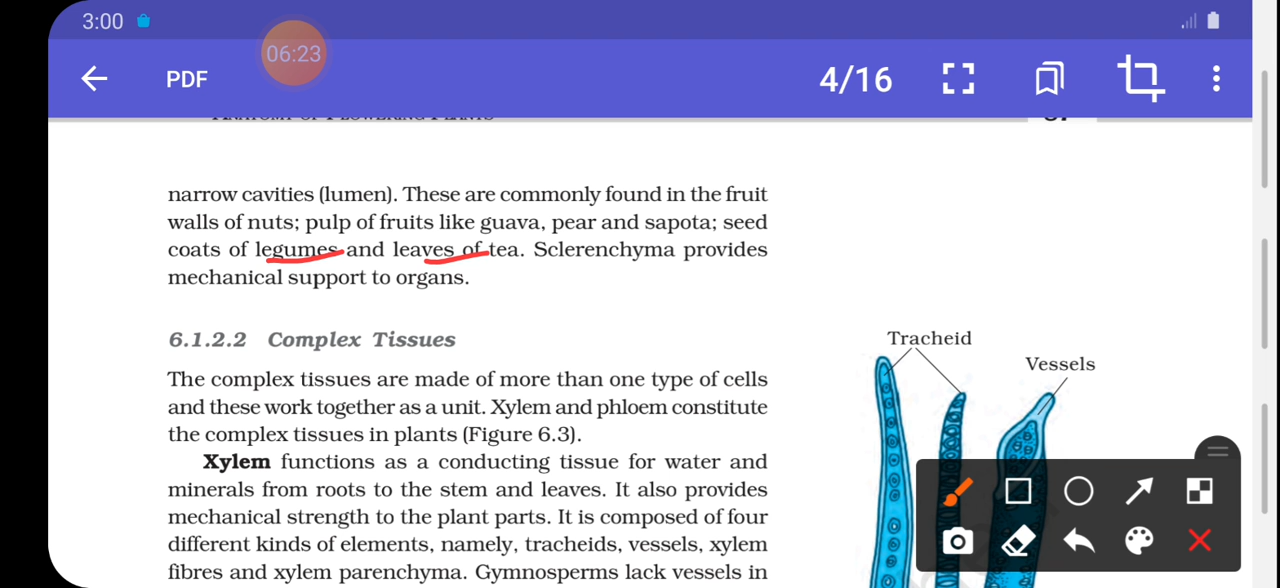 3:00
06:23
PDF
4/16
ANATOMY OF FLOWERING PLANTS
87
narrow cavities (lumen). These are commonly found in the fruit
walls of nuts; pulp of fruits like guava, pear and sapota; seed
coats of legumes and leaves of tea. Sclerenchyma provides
mechanical support to organs.
6.1.2.2 Complex Tissues
The complex tissues are made of more than one type of cells
and these work together as a unit. Xylem and phloem constitute
the complex tissues in plants (Figure 6.3).
Xylem functions as a conducting tissue for water and
minerals from roots to the stem and leaves. It also provides
mechanical strength to the plant parts. It is composed of four
different kinds of elements, namely, tracheids, vessels, xylem
fibres and xylem parenchyma. Gymnosperms lack vessels in
Tracheid
Vessels